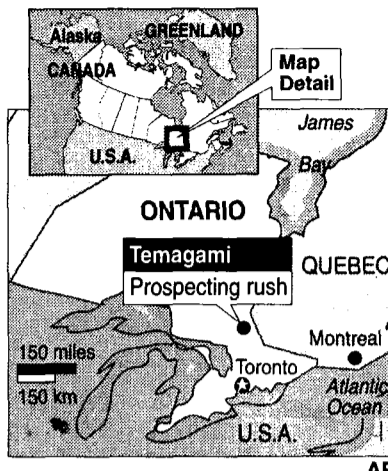 Alaska
GREENLAND
CANADA
U.S.A.
Map
Detail
James
Bay
ONTARIO
Temagami
Prospecting rush
QUEBEC
150 miles
150 km
Montreal
Toronto
Atlantic
Ocean
U.S.A.